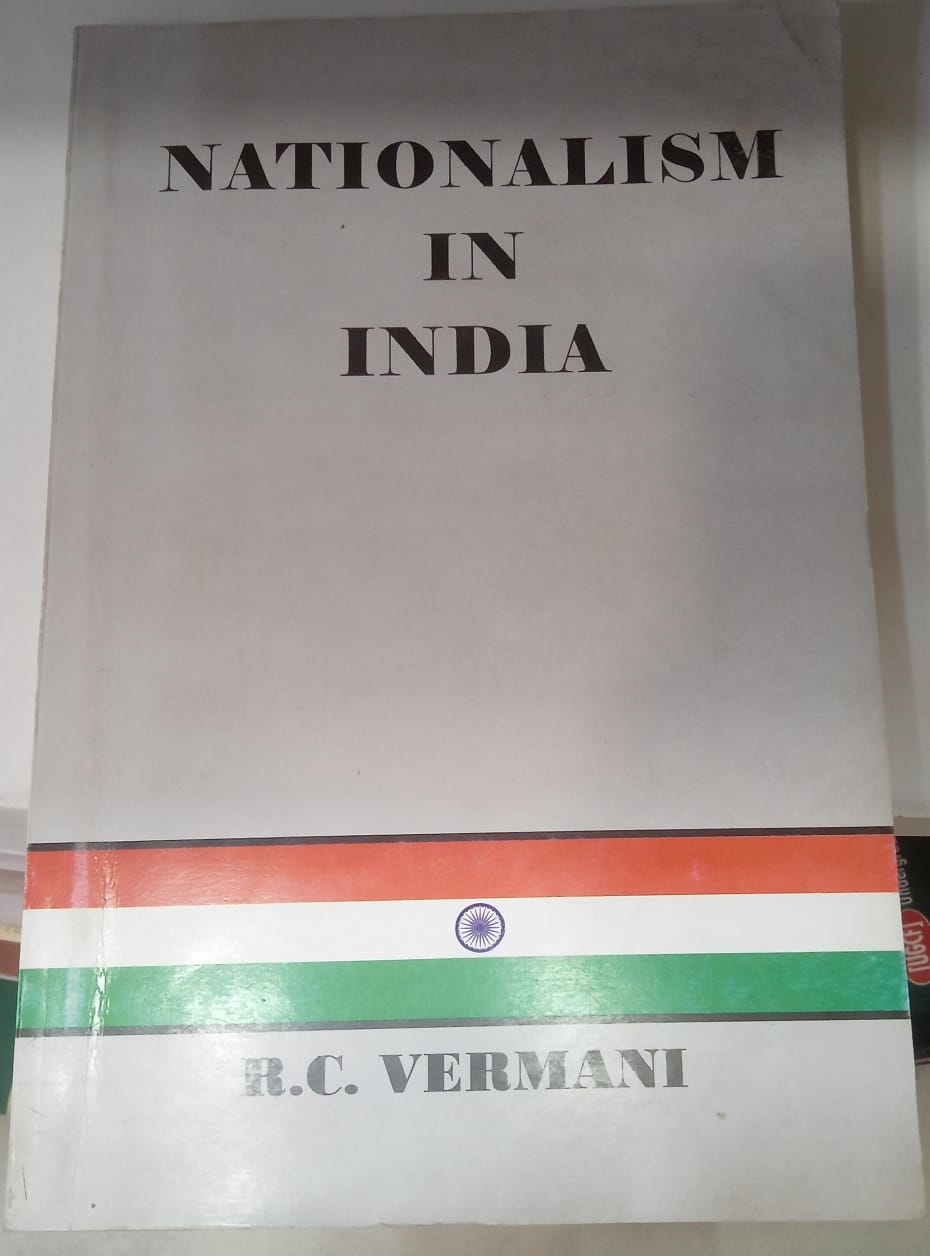 NATIONALISM
IN
INDIA
R.C. VERMANI